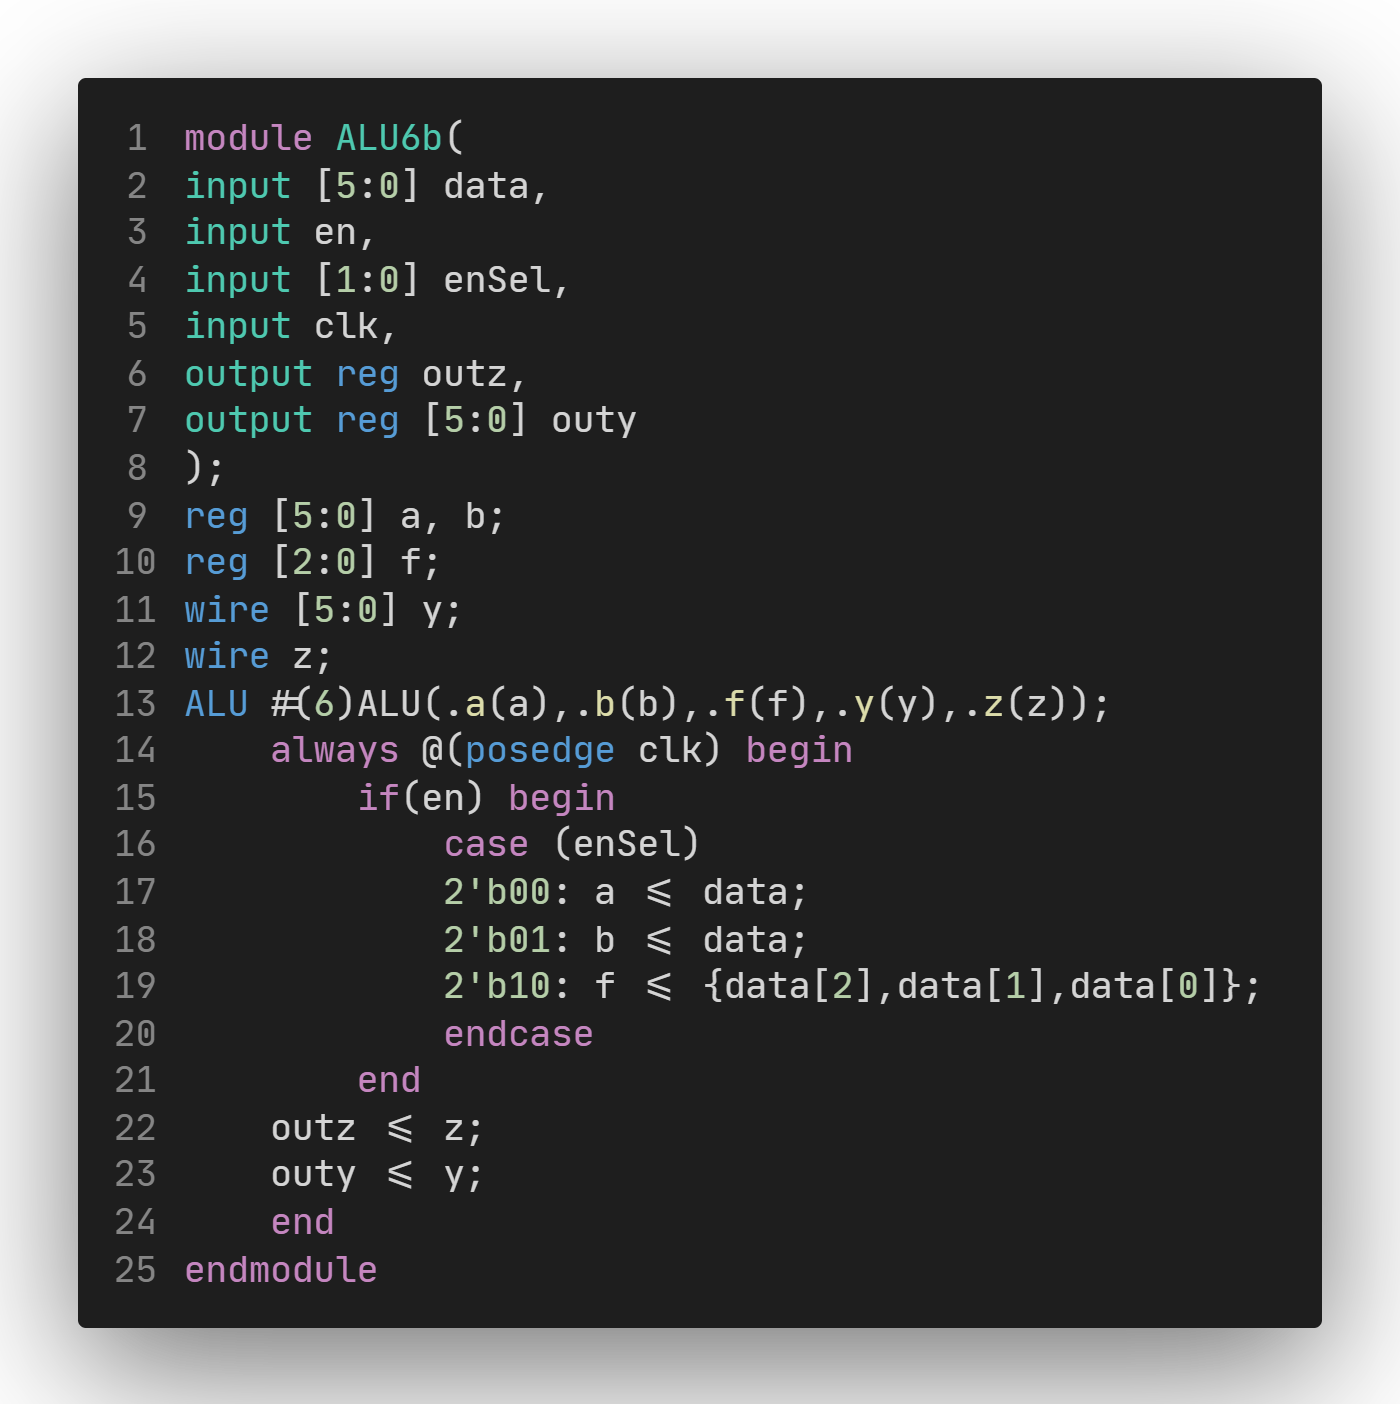 1 module ALU6b(
2 input [5:0] data,
3 input en,
4 input [1:0] enSel,
5 input clk,
6 output reg outz,
7 output reg [5:0] outy
8 );
9 reg [5:0] a, b;
10 reg [2:0] f;
11 wire [5:0] y;
12 wire z;
13 ALU #(6)ALU(.a(a),.b(b),.f(f),.y(y),.z(z));
14     always @(posedge clk) begin
15         if(en) begin
16             case (enSel)
17             2'b00: a <= data;
18             2'b01: b <= data;
19             2'b10: f <= {data[2],data[1],data[0]};
20             endcase
21         end
22     outz <= z;
23     outy <= y;
24     end
25 endmodule